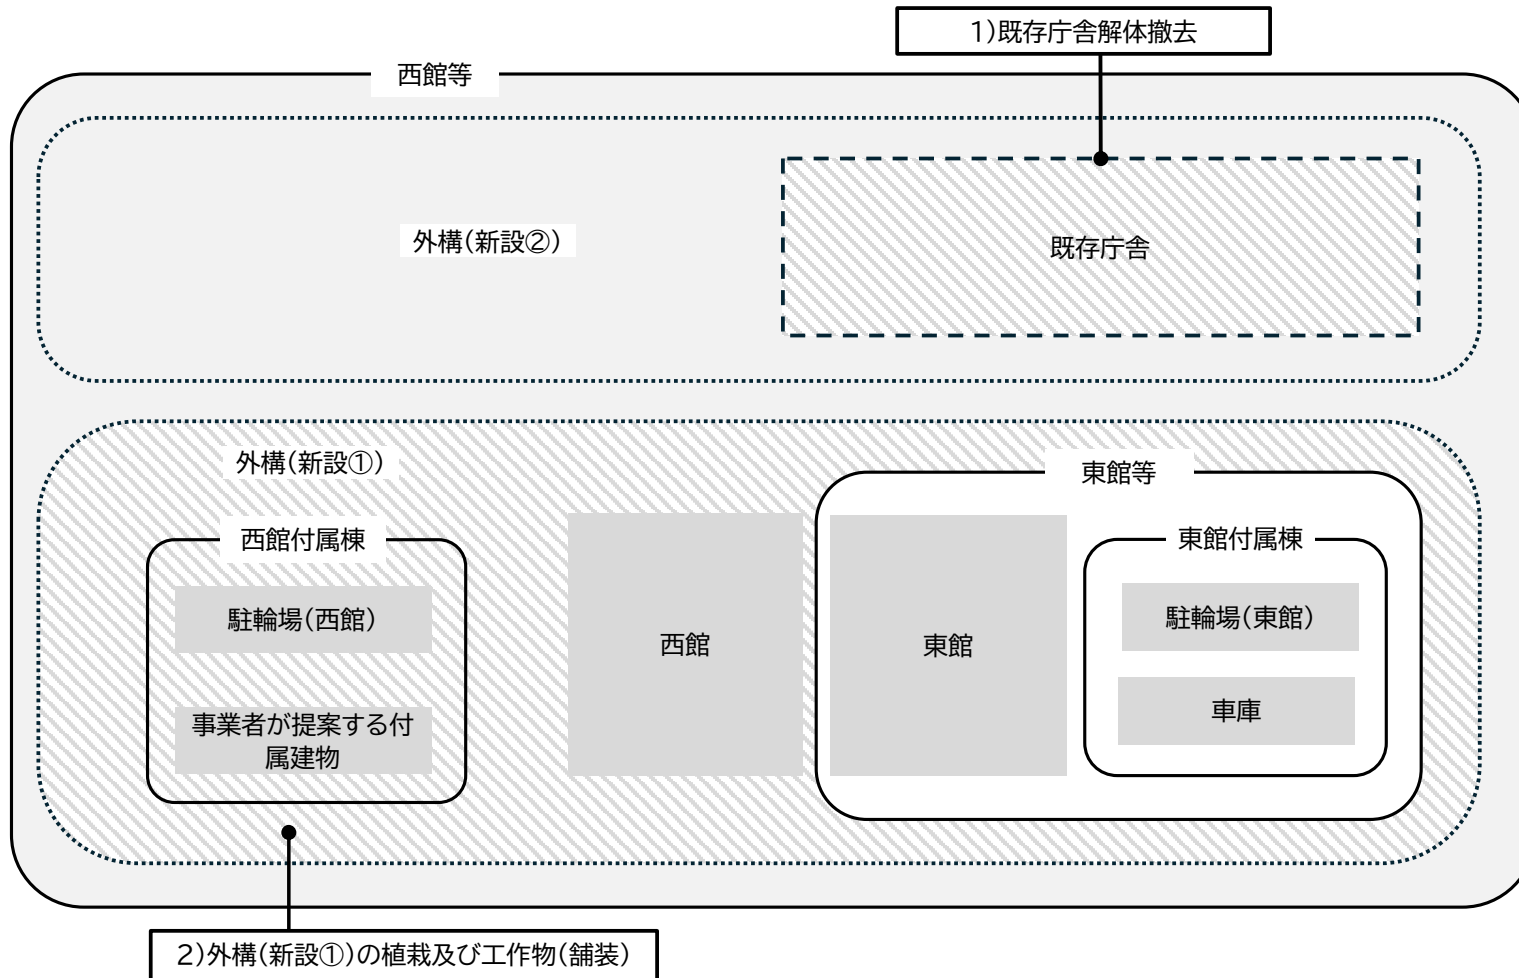 1)既存庁舎解体撤去
西館等
外構(新設②)
既存庁舎
外構(新設①)
東館等
西館付属棟
東館付属棟
駐輪場(西館)
駐輪場(東館)
西館
東館
車庫
事業者が提案する付
属建物
2)外構(新設①)の植栽及び工作物(舗装)